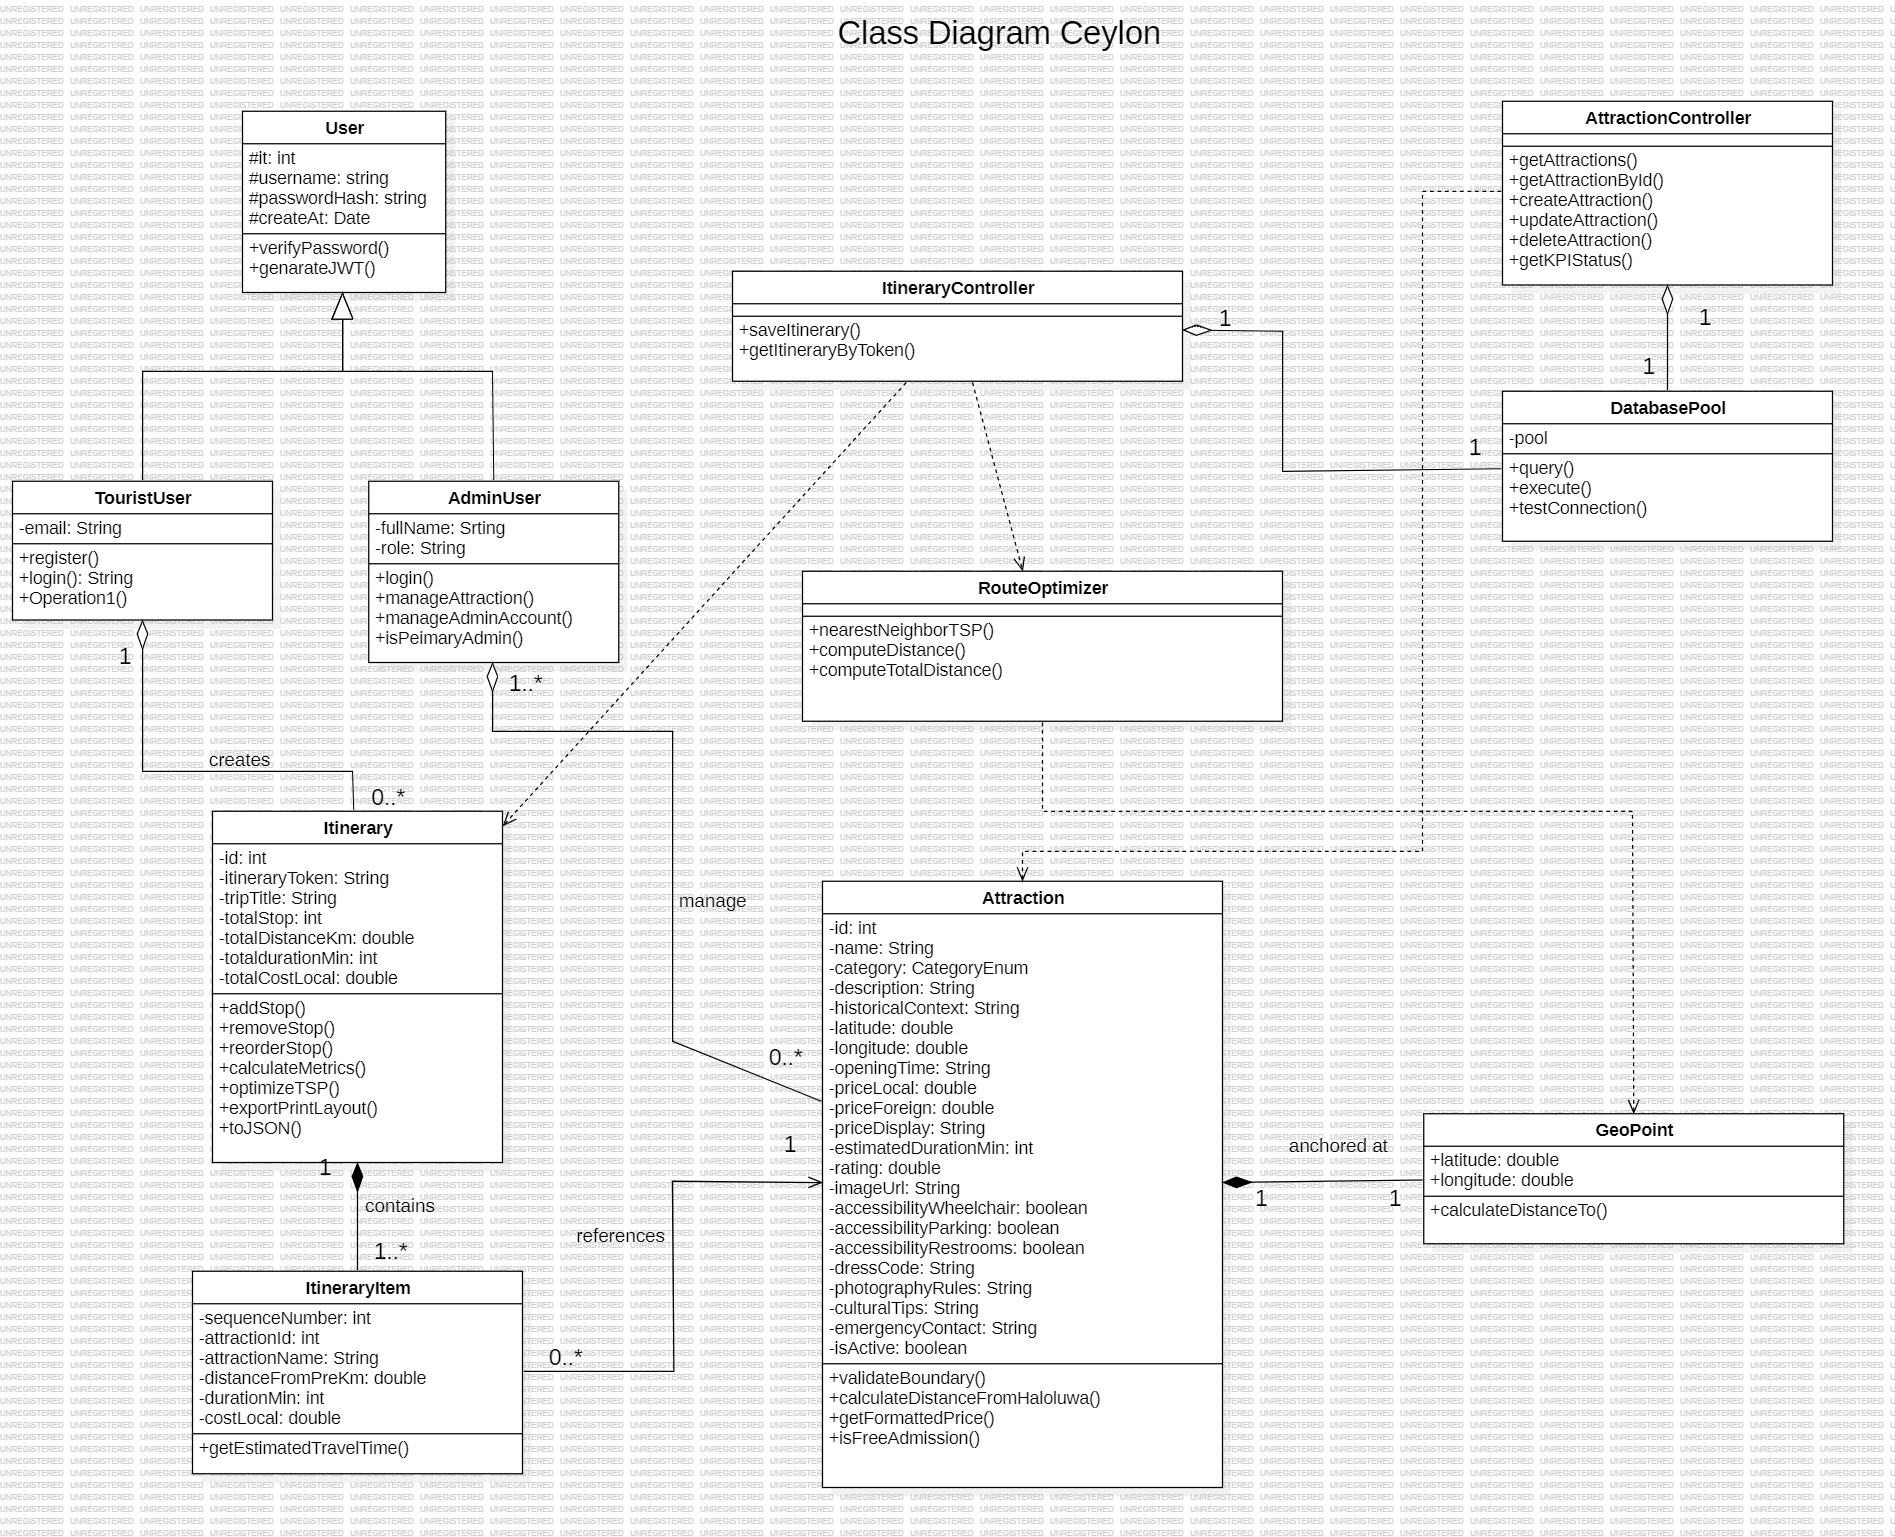 Class Diagram Ceylon
User
#it: int
#username: string
#passwordHash: string
#createAt: Date
+verifyPassword()
+genarateJWT()
AttractionController
+getAttractions()
+getAttractionById()
+createAttraction()
+updateAttraction()
+deleteAttraction()
+getKPIStatus()
ItineraryController
+saveItinerary()
+getItineraryByToken()
1
1
1
1
DatabasePool
-pool
+query()
+execute()
+testConnection()
TouristUser
-email: String
+register()
+login(): String
+Operation1()
AdminUser
-fullName: Srting
-role: String
+login()
+manageAttraction()
+manageAdminAccount()
+isPeimaryAdmin()
RouteOptimizer
+nearestNeighborTSP()
+computeDistance()
+computeTotalDistance()
1
1..*
creates
0..*
Itinerary
-id: int
-itineraryToken: String
-tripTitle: String
-totalStop: int
-totalDistanceKm: double
-totaldurationMin: int
-totalCostLocal: double
+addStop()
+removeStop()
+reorderStop()
+calculateMetrics()
+optimizeTSP()
+exportPrintLayout()
+toJSON()
manage
0..*
1
Attraction
-id: int
-name: String
-category: CategoryEnum
-description: String
-historicalContext: String
-latitude: double
-longitude: double
-openingTime: String
-priceLocal: double
-priceForeign: double
-priceDisplay: String
-estimatedDurationMin: int
-rating: double
-imageUrl: String
-accessibilityWheelchair: boolean
-accessibilityParking: boolean
-accessibilityRestrooms: boolean
-dressCode: String
-photographyRules: String
-culturalTips: String
-emergencyContact: String
-isActive: boolean
+validateBoundary()
+calculateDistanceFromHaloluwa()
+getFormattedPrice()
+isFreeAdmission()
anchored at
1
1
GeoPoint
+latitude: double
+longitude: double
+calculateDistanceTo()
1
contains
1..*
references
0..*
ItineraryItem
-sequenceNumber: int
-attractionId: int
-attractionName: String
-distanceFromPreKm: double
-durationMin: int
-costLocal: double
+getEstimatedTravelTime()
UNREGISTERED